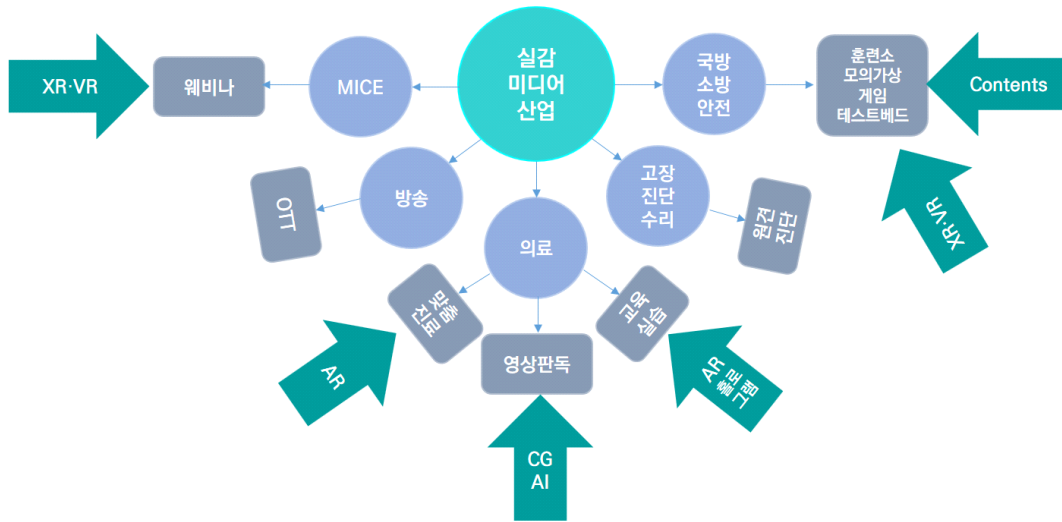 XR·VR
웨비나
MICE
실감
미디어
산업
국방
소방
안전
훈련소
모의가상
게임
테스트베드
Contents
OTT
방송
의료
고장
진단
수리
원견
진단
XR·VR
맞춤
진료
영상판독
교육
실습
AR
CG
AI
AR
홀로
그램